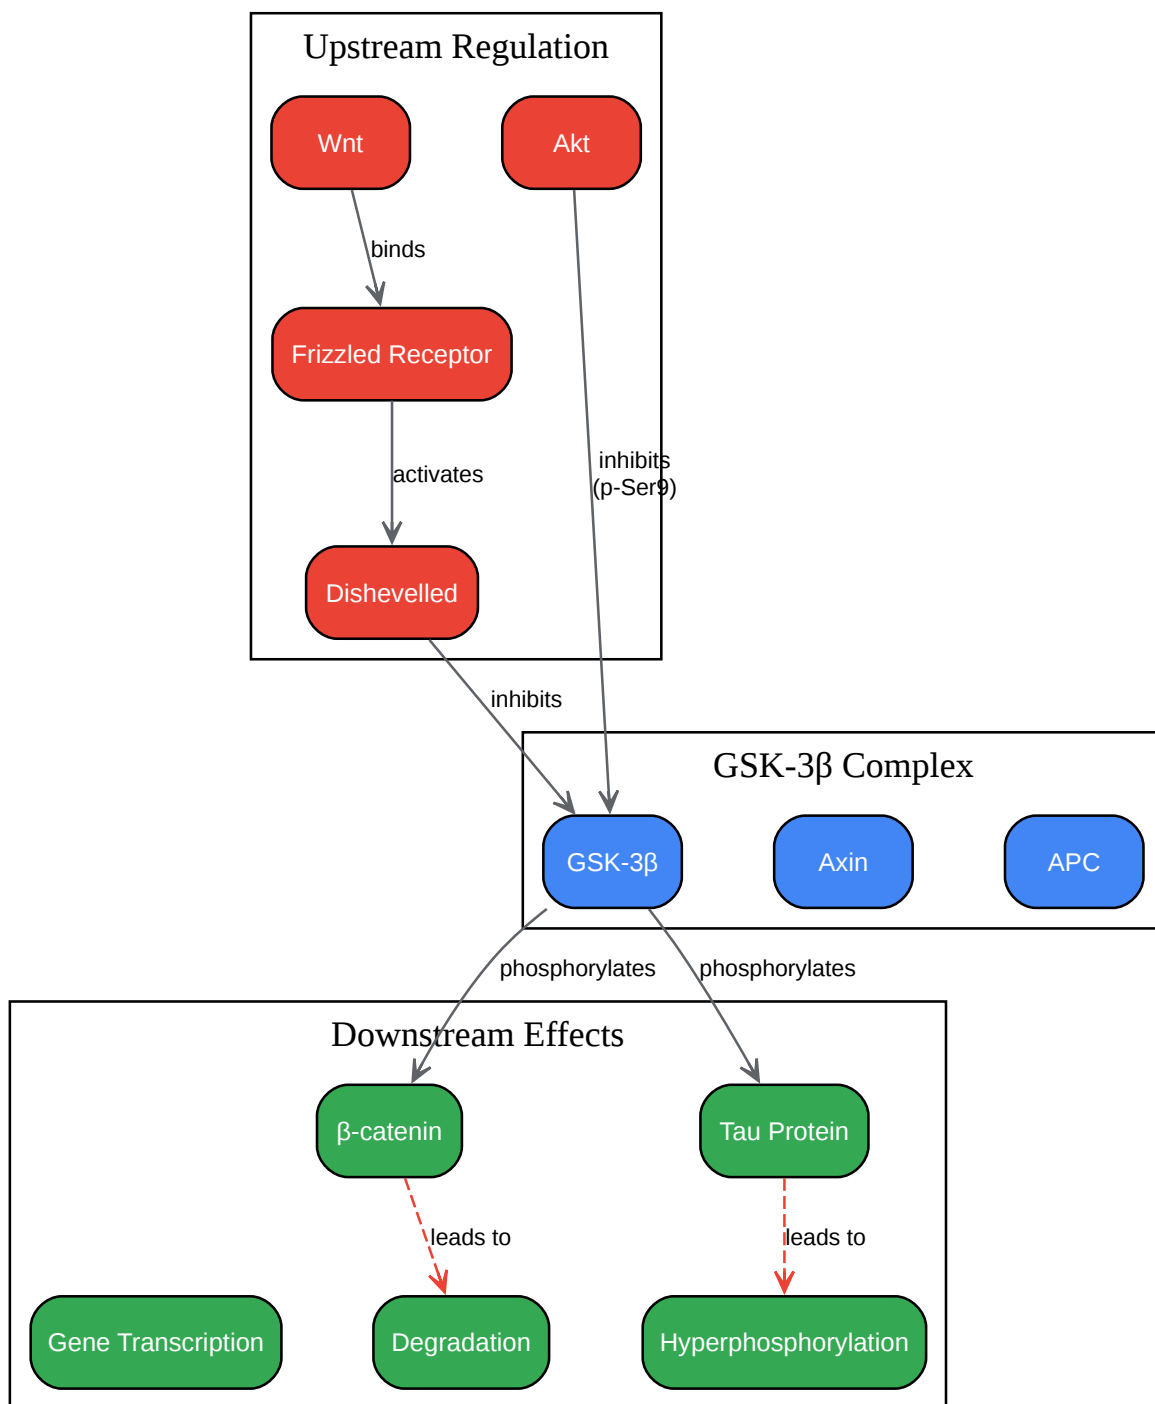 Upstream Regulation
Wnt
Akt
binds
Frizzled Receptor
activates
inhibits
(p-Ser9)
Dishevelled
inhibits
GSK-3β Complex
GSK-3β
Axin
APC
phosphorylates
phosphorylates
Downstream Effects
β-catenin
Tau Protein
leads to
leads to
Gene Transcription
Degradation
Hyperphosphorylation